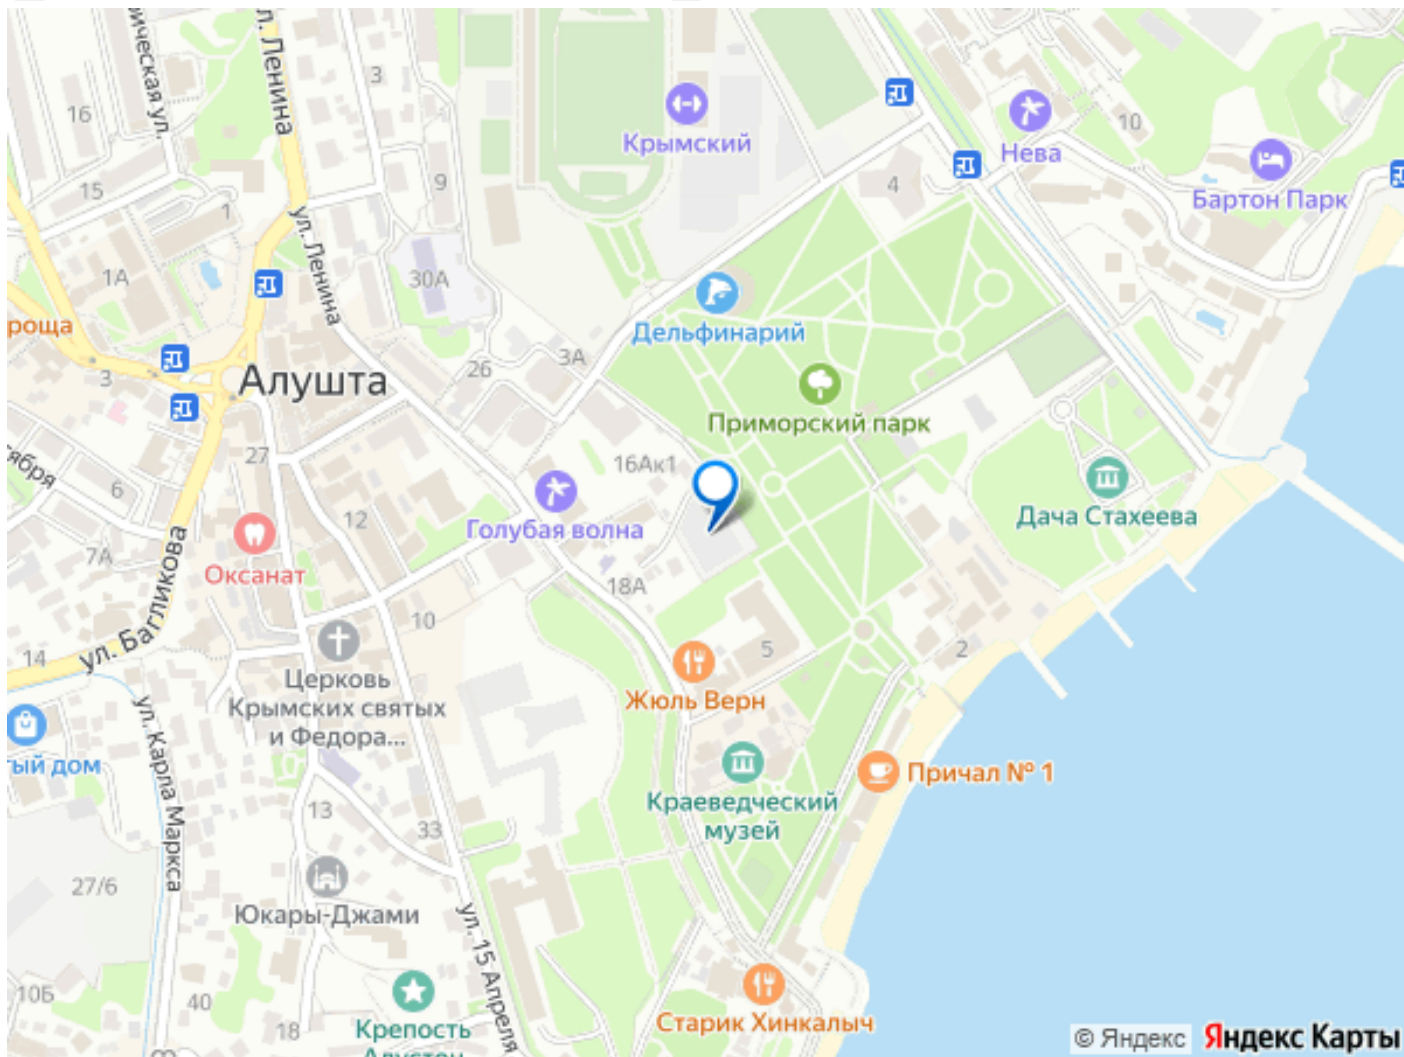 ул. Ленина
3
16
Крымский
10
Нева
Бартон Парк
9
15
4
1
ул. Ленина
1А
30А
роща
Дельфинарий
3А
26
3
Алушта
Приморский парк
27
16Ак1
ября
6
12
Голубая волна
Дача Стахеева
7А
Оксанат
18А
ул. Багликова
10
14
5
2
Церковь
Крымских святых
и Федора...
Жюль Верн
ул. Карла Маркса
тый дом
Причал № 1
Краеведческий
музей
13
33
27/6
Юкары-Джами
ул. 15 Апреля
10Б
40
18
Крепость
Алустон
Старик Хинкалыч
© Яндекс Яндекс Карты